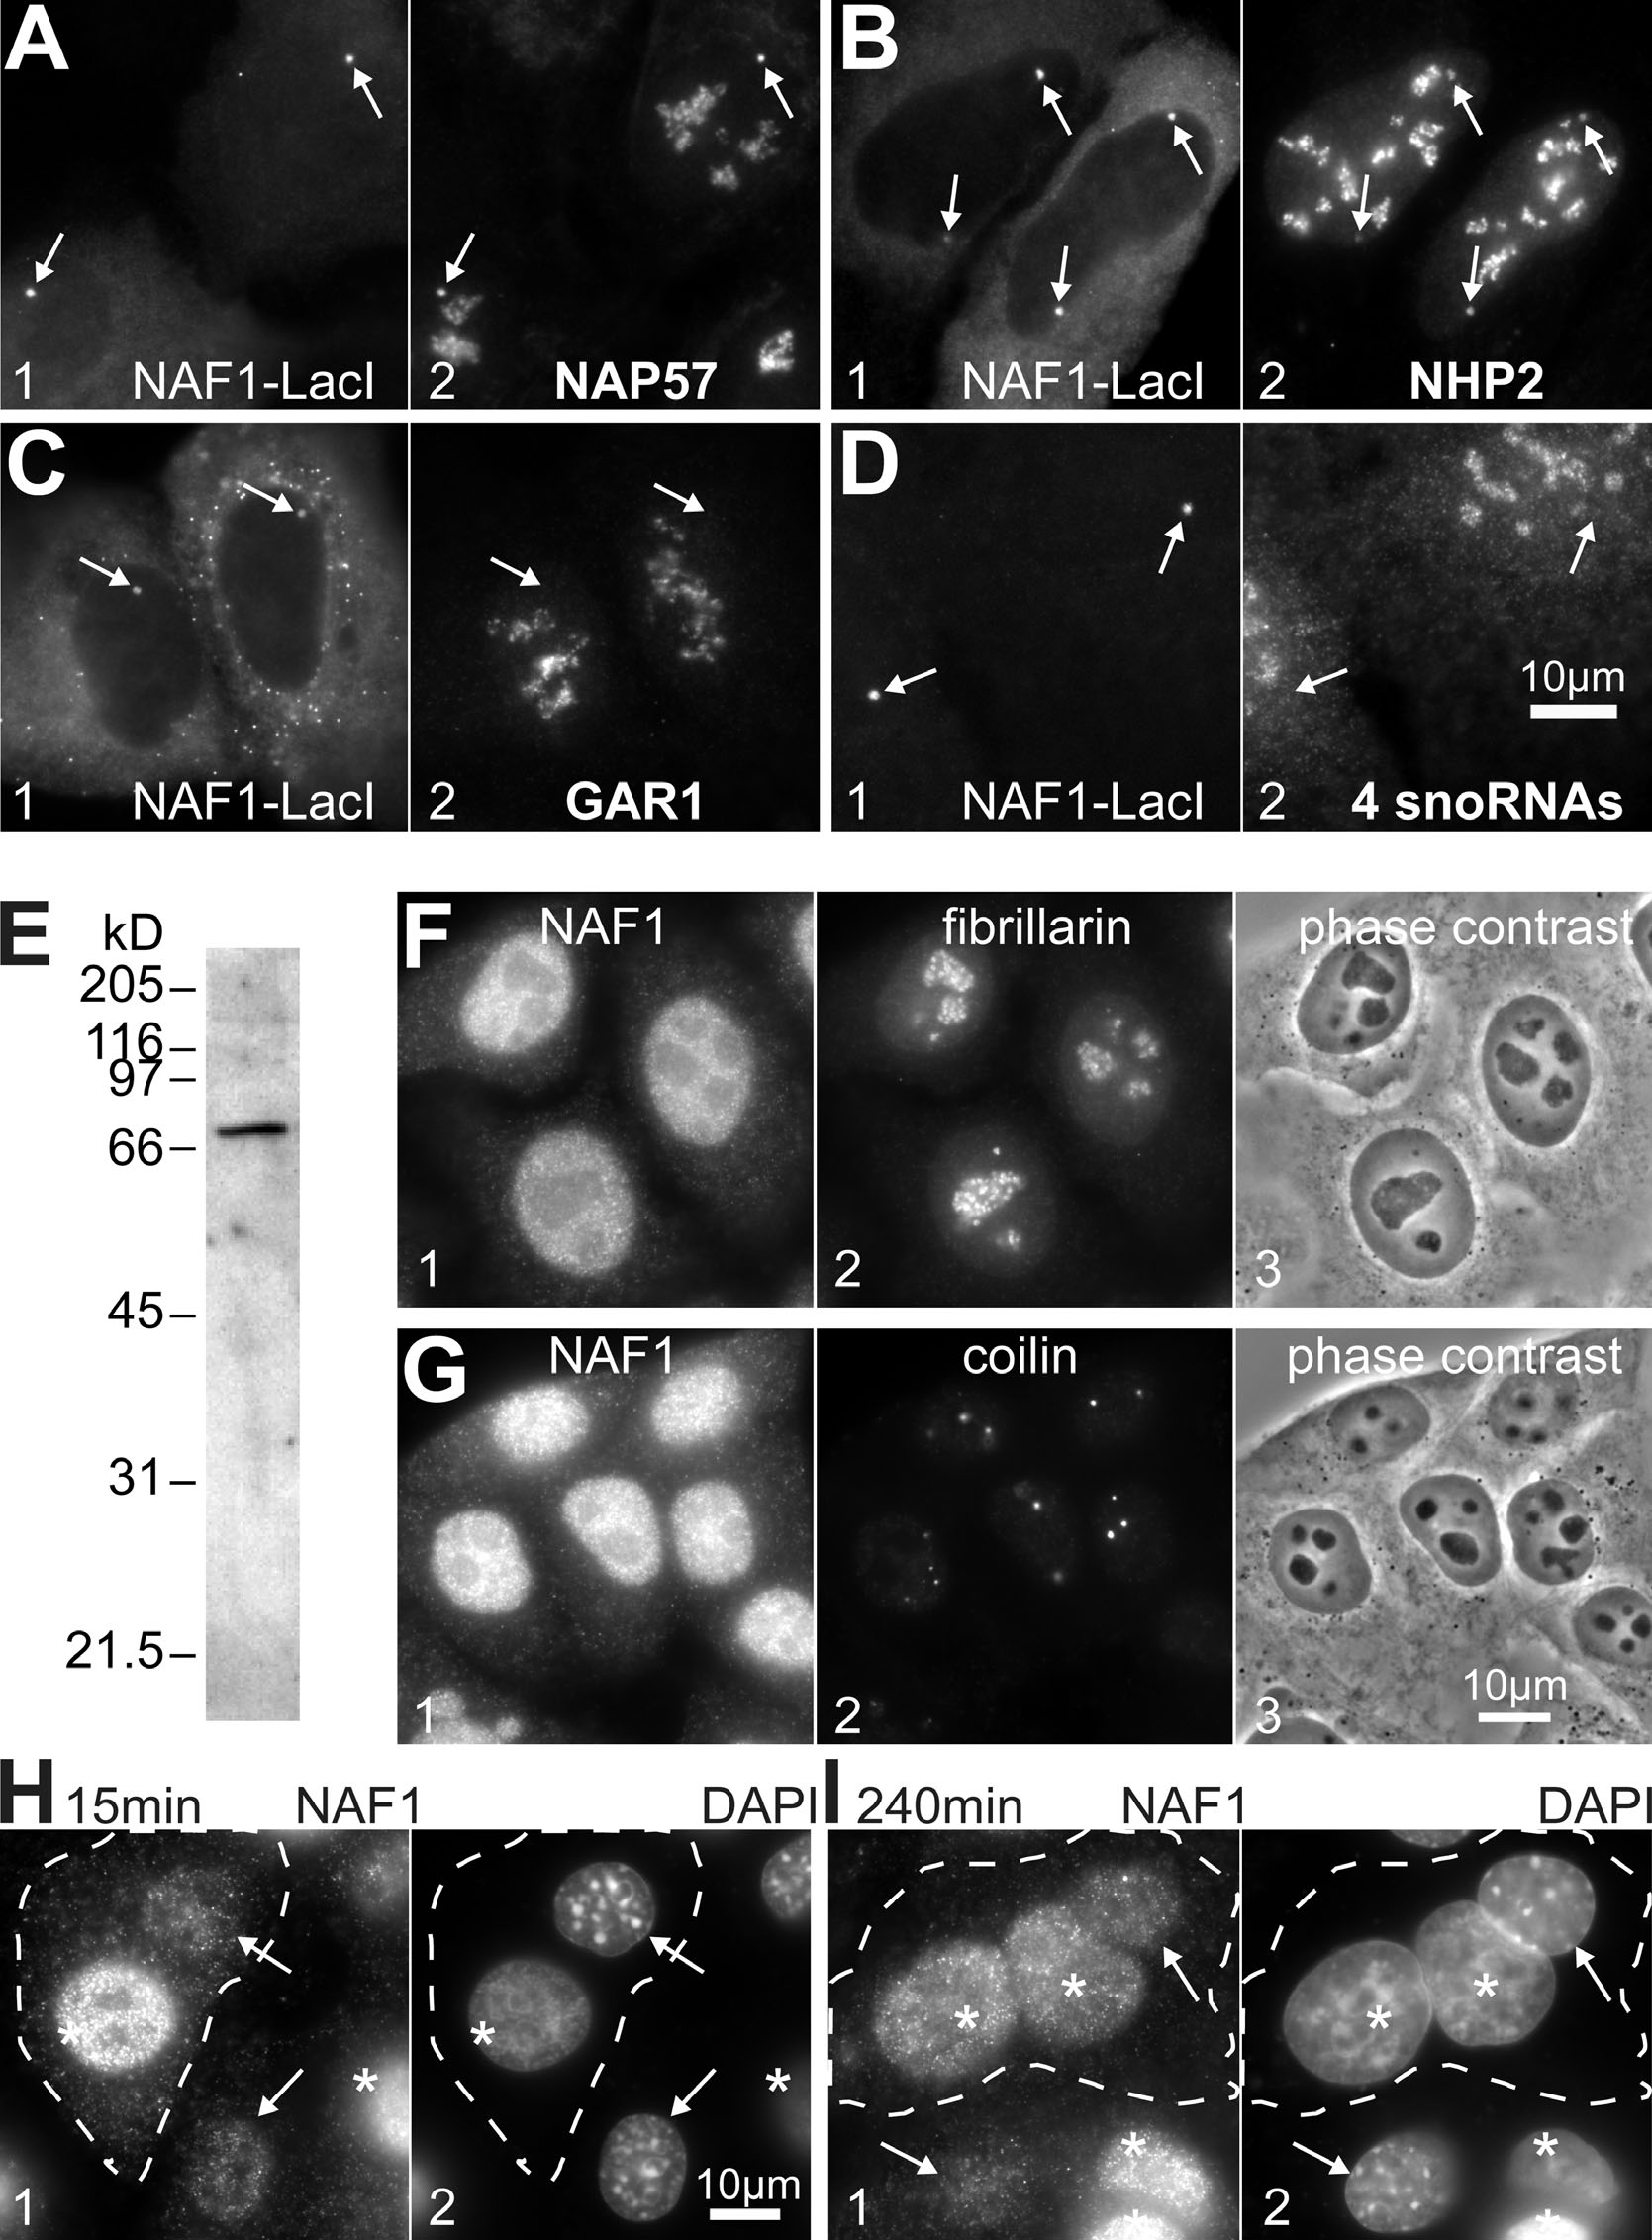 A
1 NAF1-LacI
2 NAP57
B
1 NAF1-LacI
2 NHP2
C
1 NAF1-LacI
2 GAR1
D
1 NAF1-LacI
10µm
2 4 snoRNAs
E
kD
205
116
97
66
45
31
21.5
F
NAF1
1
fibrillarin
2
phase contrast
3
G
NAF1
1
coilin
2
phase contrast
10µm
3
H 15min NAF1 DAPI
*
*
1
*
*
10µm
2
I 240min NAF1 DAPI
*
*
*
*
1
*
*
*
*
2